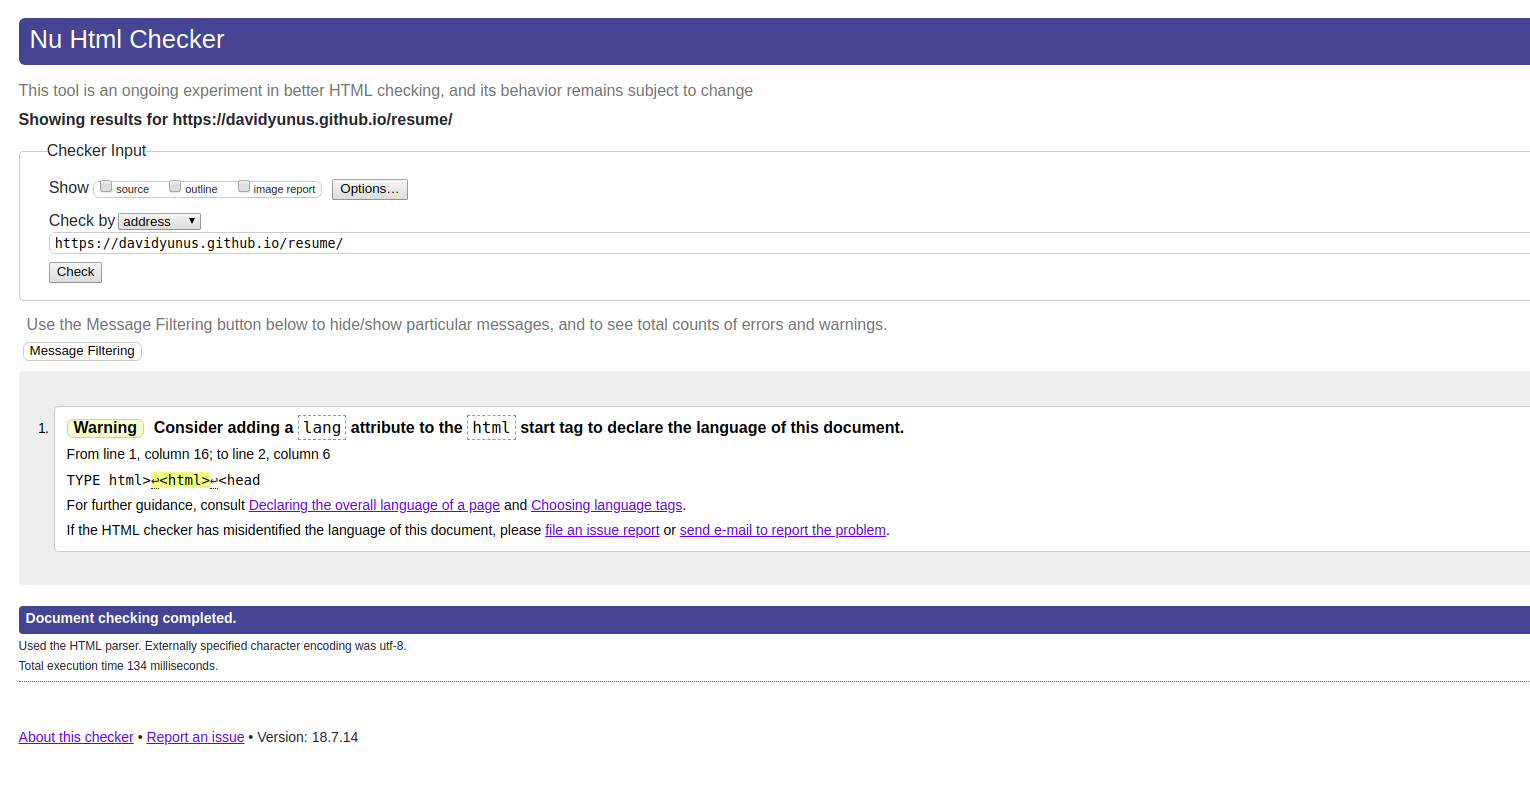 Nu Html Checker
This tool is an ongoing experiment in better HTML checking, and its behavior remains subject to change
Showing results for https://davidyunus.github.io/resume/
Checker Input
Show source outline image report Options…
Check by address
https://davidyunus.github.io/resume/
Check
Use the Message Filtering button below to hide/show particular messages, and to see total counts of errors and warnings.
Message Filtering
1. Warning Consider adding a lang attribute to the html start tag to declare the language of this document.
From line 1, column 16; to line 2, column 6
TYPE html>↩<html>↩<head
For further guidance, consult Declaring the overall language of a page and Choosing language tags.
If the HTML checker has misidentified the language of this document, please file an issue report or send e-mail to report the problem.
Document checking completed.
Used the HTML parser. Externally specified character encoding was utf-8.
Total execution time 134 milliseconds.
About this checker • Report an issue • Version: 18.7.14